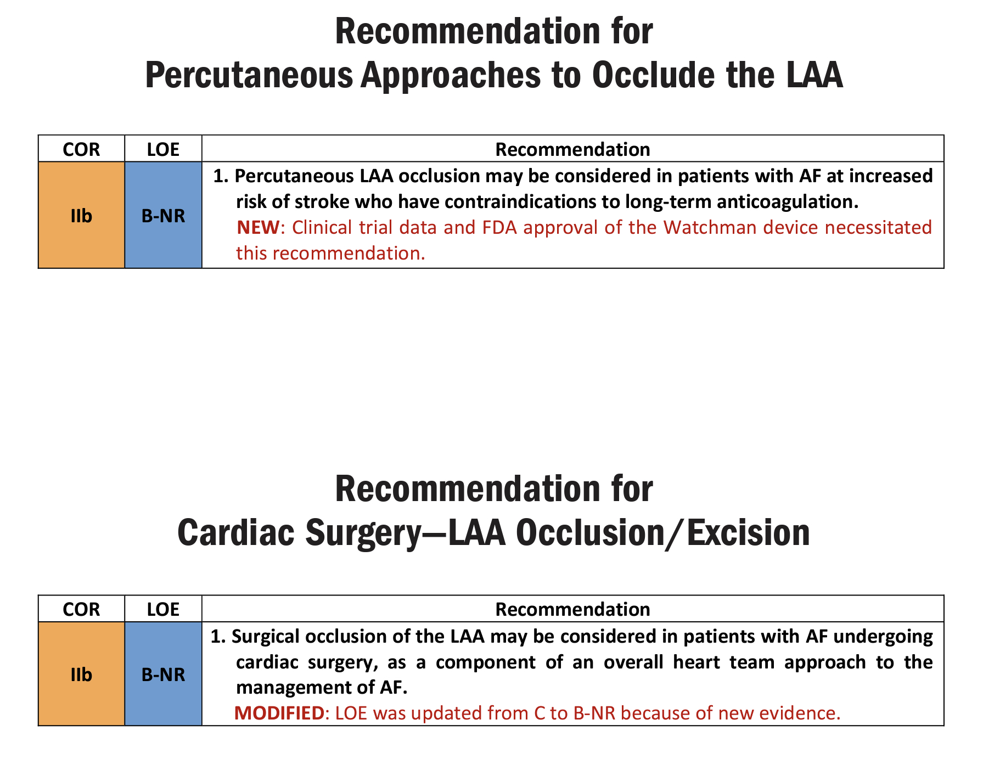 Recommendation for
Percutaneous Approaches to Occlude the LAA
COR LOE Recommendation
IIb B-NR 1. Percutaneous LAA occlusion may be considered in patients with AF at increased
risk of stroke who have contraindications to long-term anticoagulation.
NEW: Clinical trial data and FDA approval of the Watchman device necessitated
this recommendation.
Recommendation for
Cardiac Surgery—LAA Occlusion/Excision
COR LOE Recommendation
IIb B-NR 1. Surgical occlusion of the LAA may be considered in patients with AF undergoing
cardiac surgery, as a component of an overall heart team approach to the
management of AF.
MODIFIED: LOE was updated from C to B-NR because of new evidence.